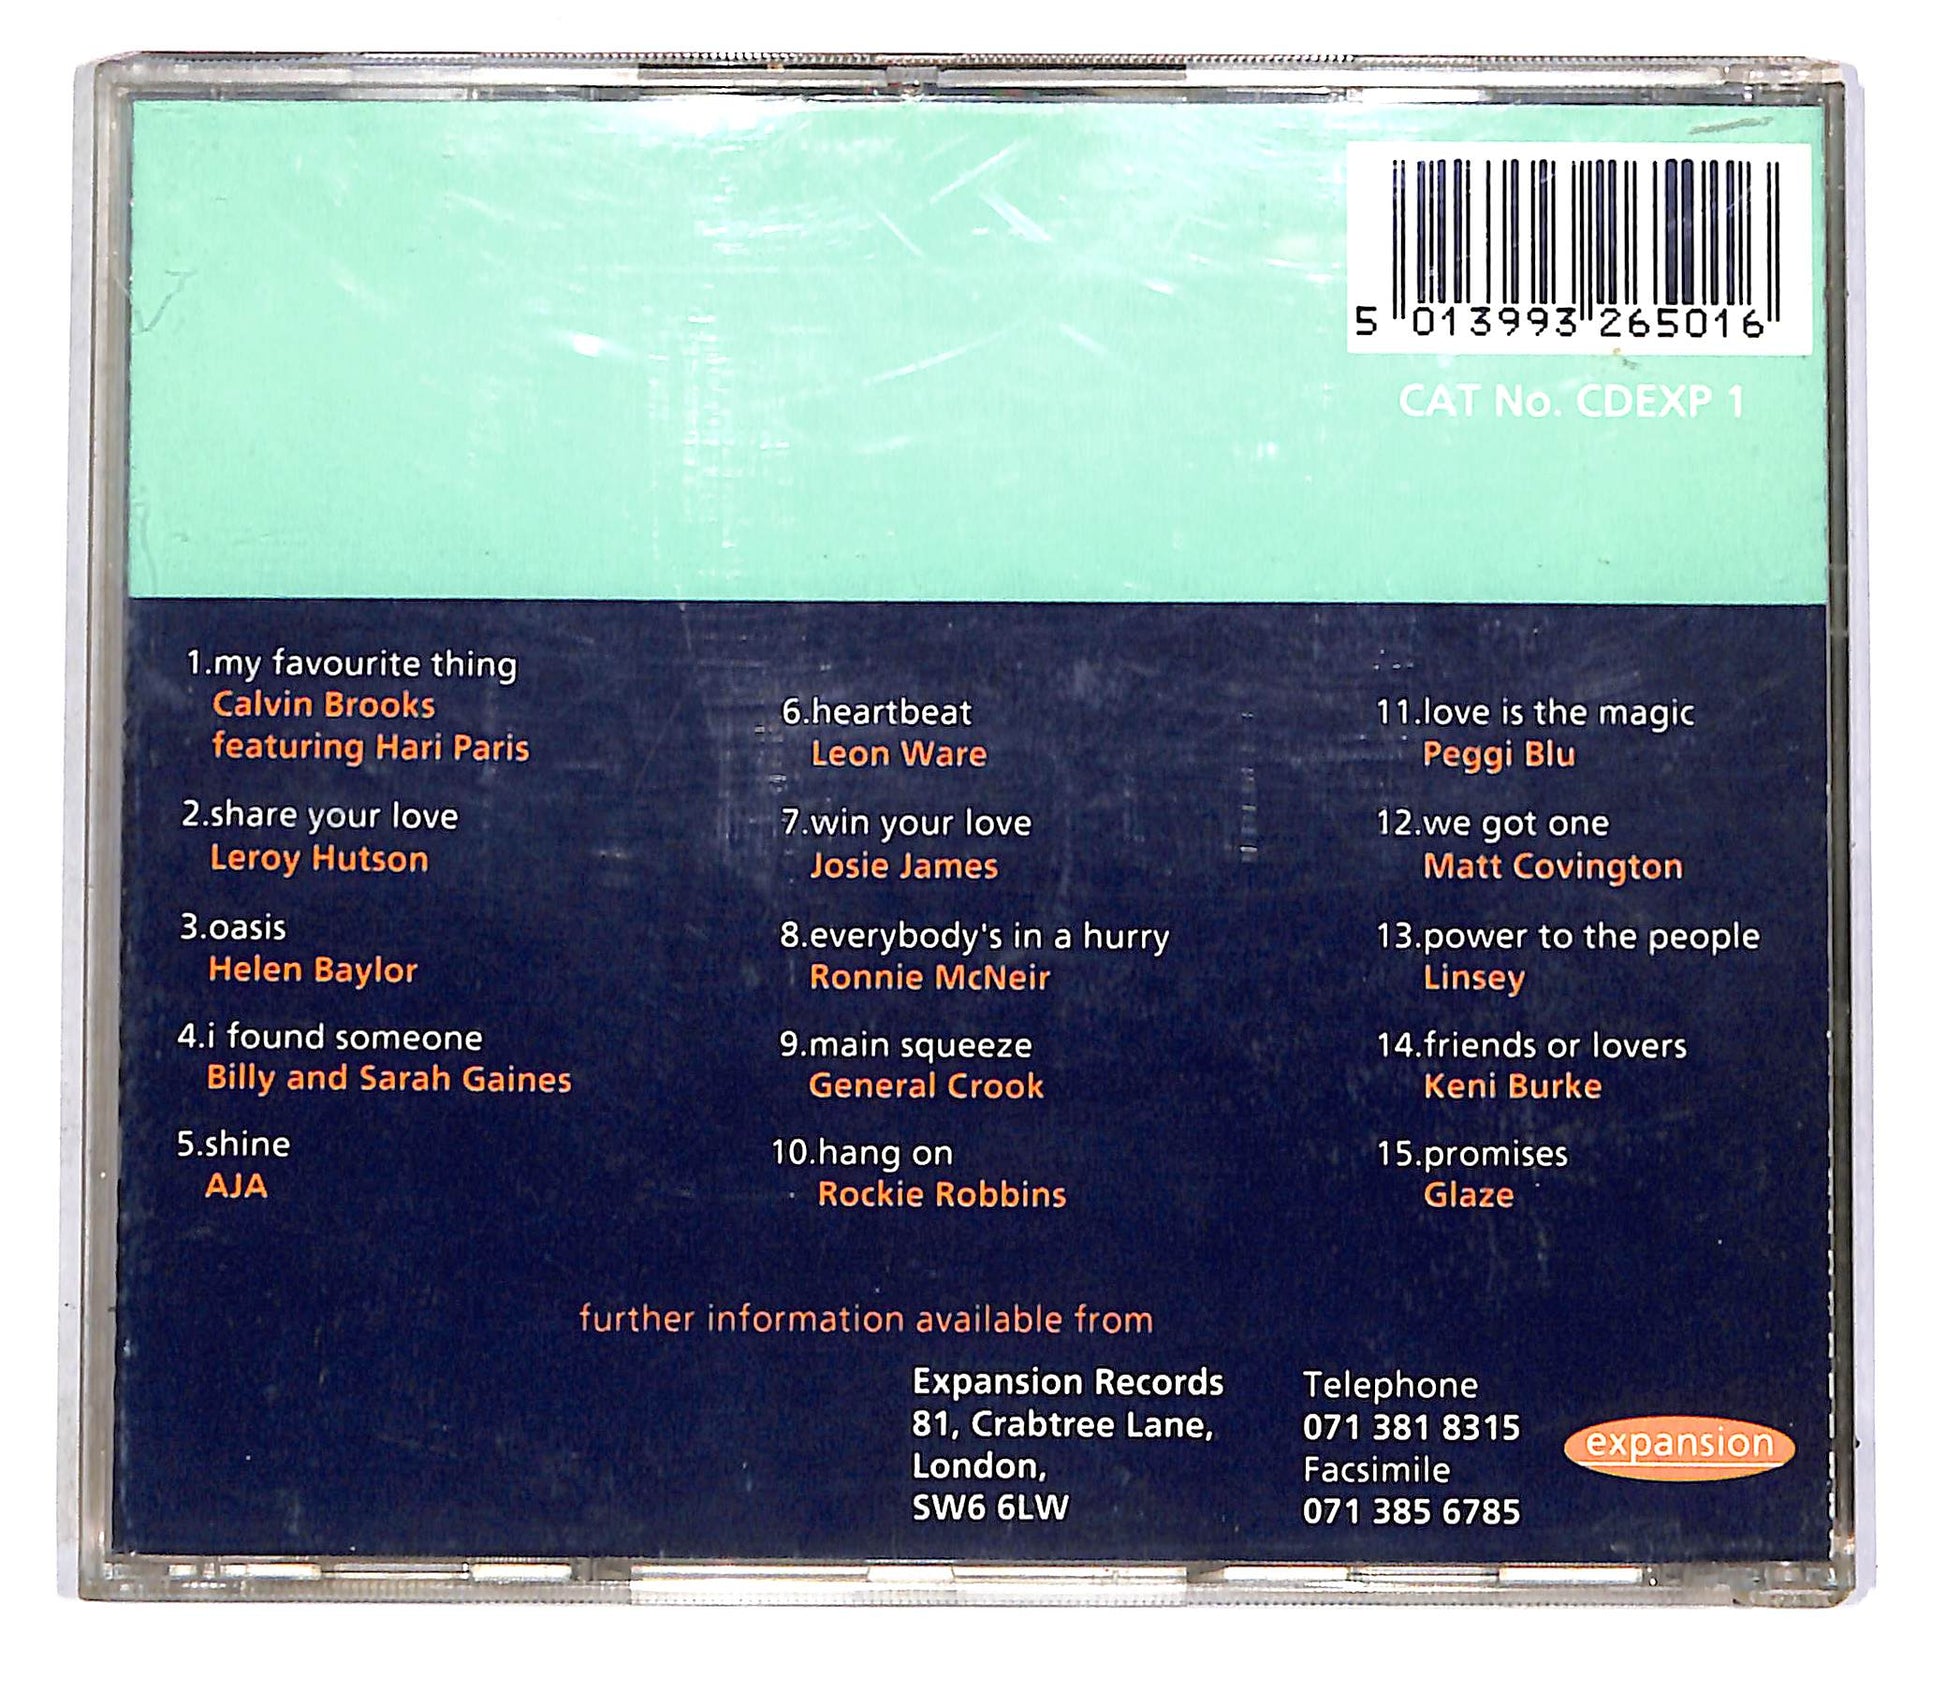 5 013993 265016
CAT No. CDEXP 1
1.my favourite thing
Calvin Brooks
featuring Hari Paris
2.share your love
Leroy Hutson
3.oasis
Helen Baylor
4.i found someone
Billy and Sarah Gaines
5.shine
AJA
6.heartbeat
Leon Ware
7.win your love
Josie James
8.everybody's in a hurry
Ronnie McNeir
9.main squeeze
General Crook
10.hang on
Rockie Robbins
11.love is the magic
Peggi Blu
12.we got one
Matt Covington
13.power to the people
Linsey
14.friends or lovers
Keni Burke
15.promises
Glaze
further information available from
Expansion Records
81, Crabtree Lane,
London,
SW6 6LW
Telephone
071 381 8315
Facsimile
071 385 6785
expansion